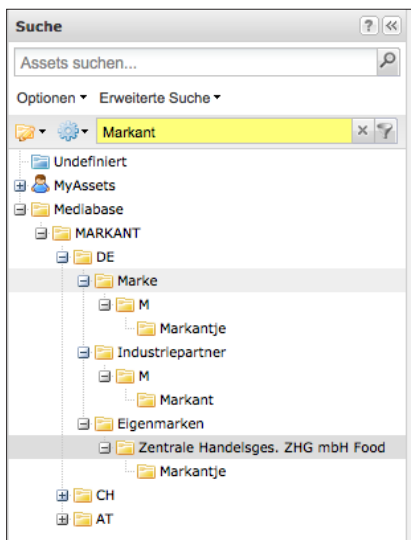 Suche ? «
Assets suchen...
Optionen Erweiterte Suche
Markant
Undefiniert
MyAssets
Mediabase
MARKANT
DE
Marke
M
Markantje
Industriepartner
M
Markant
Eigenmarken
Zentrale Handelsges. ZHG mbH Food
Markantje
CH
AT